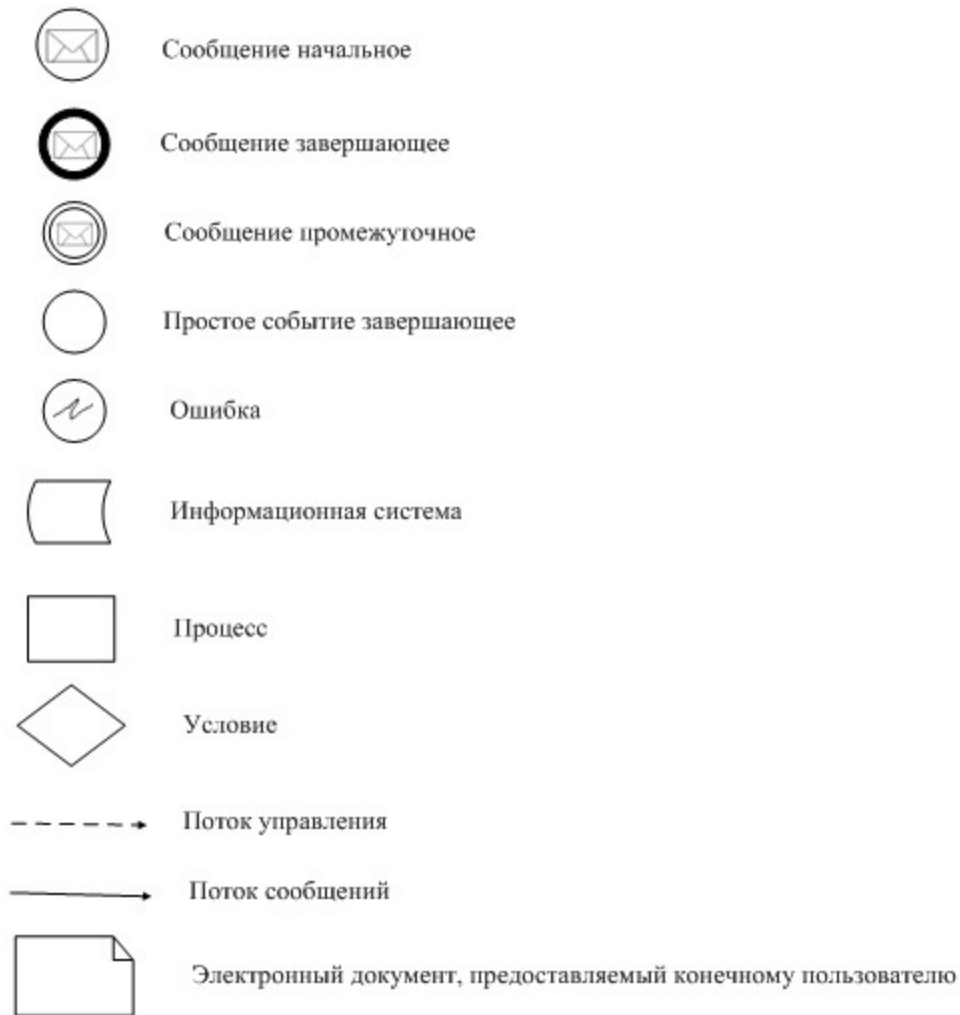 Сообщение начальное
Сообщение завершающее
Сообщение промежуточное
Простое событие завершающее
Ошибка
Информационная система
Процесс
Условие
Поток управления
Поток сообщений
Электронный документ, предоставляемый конечному пользователю